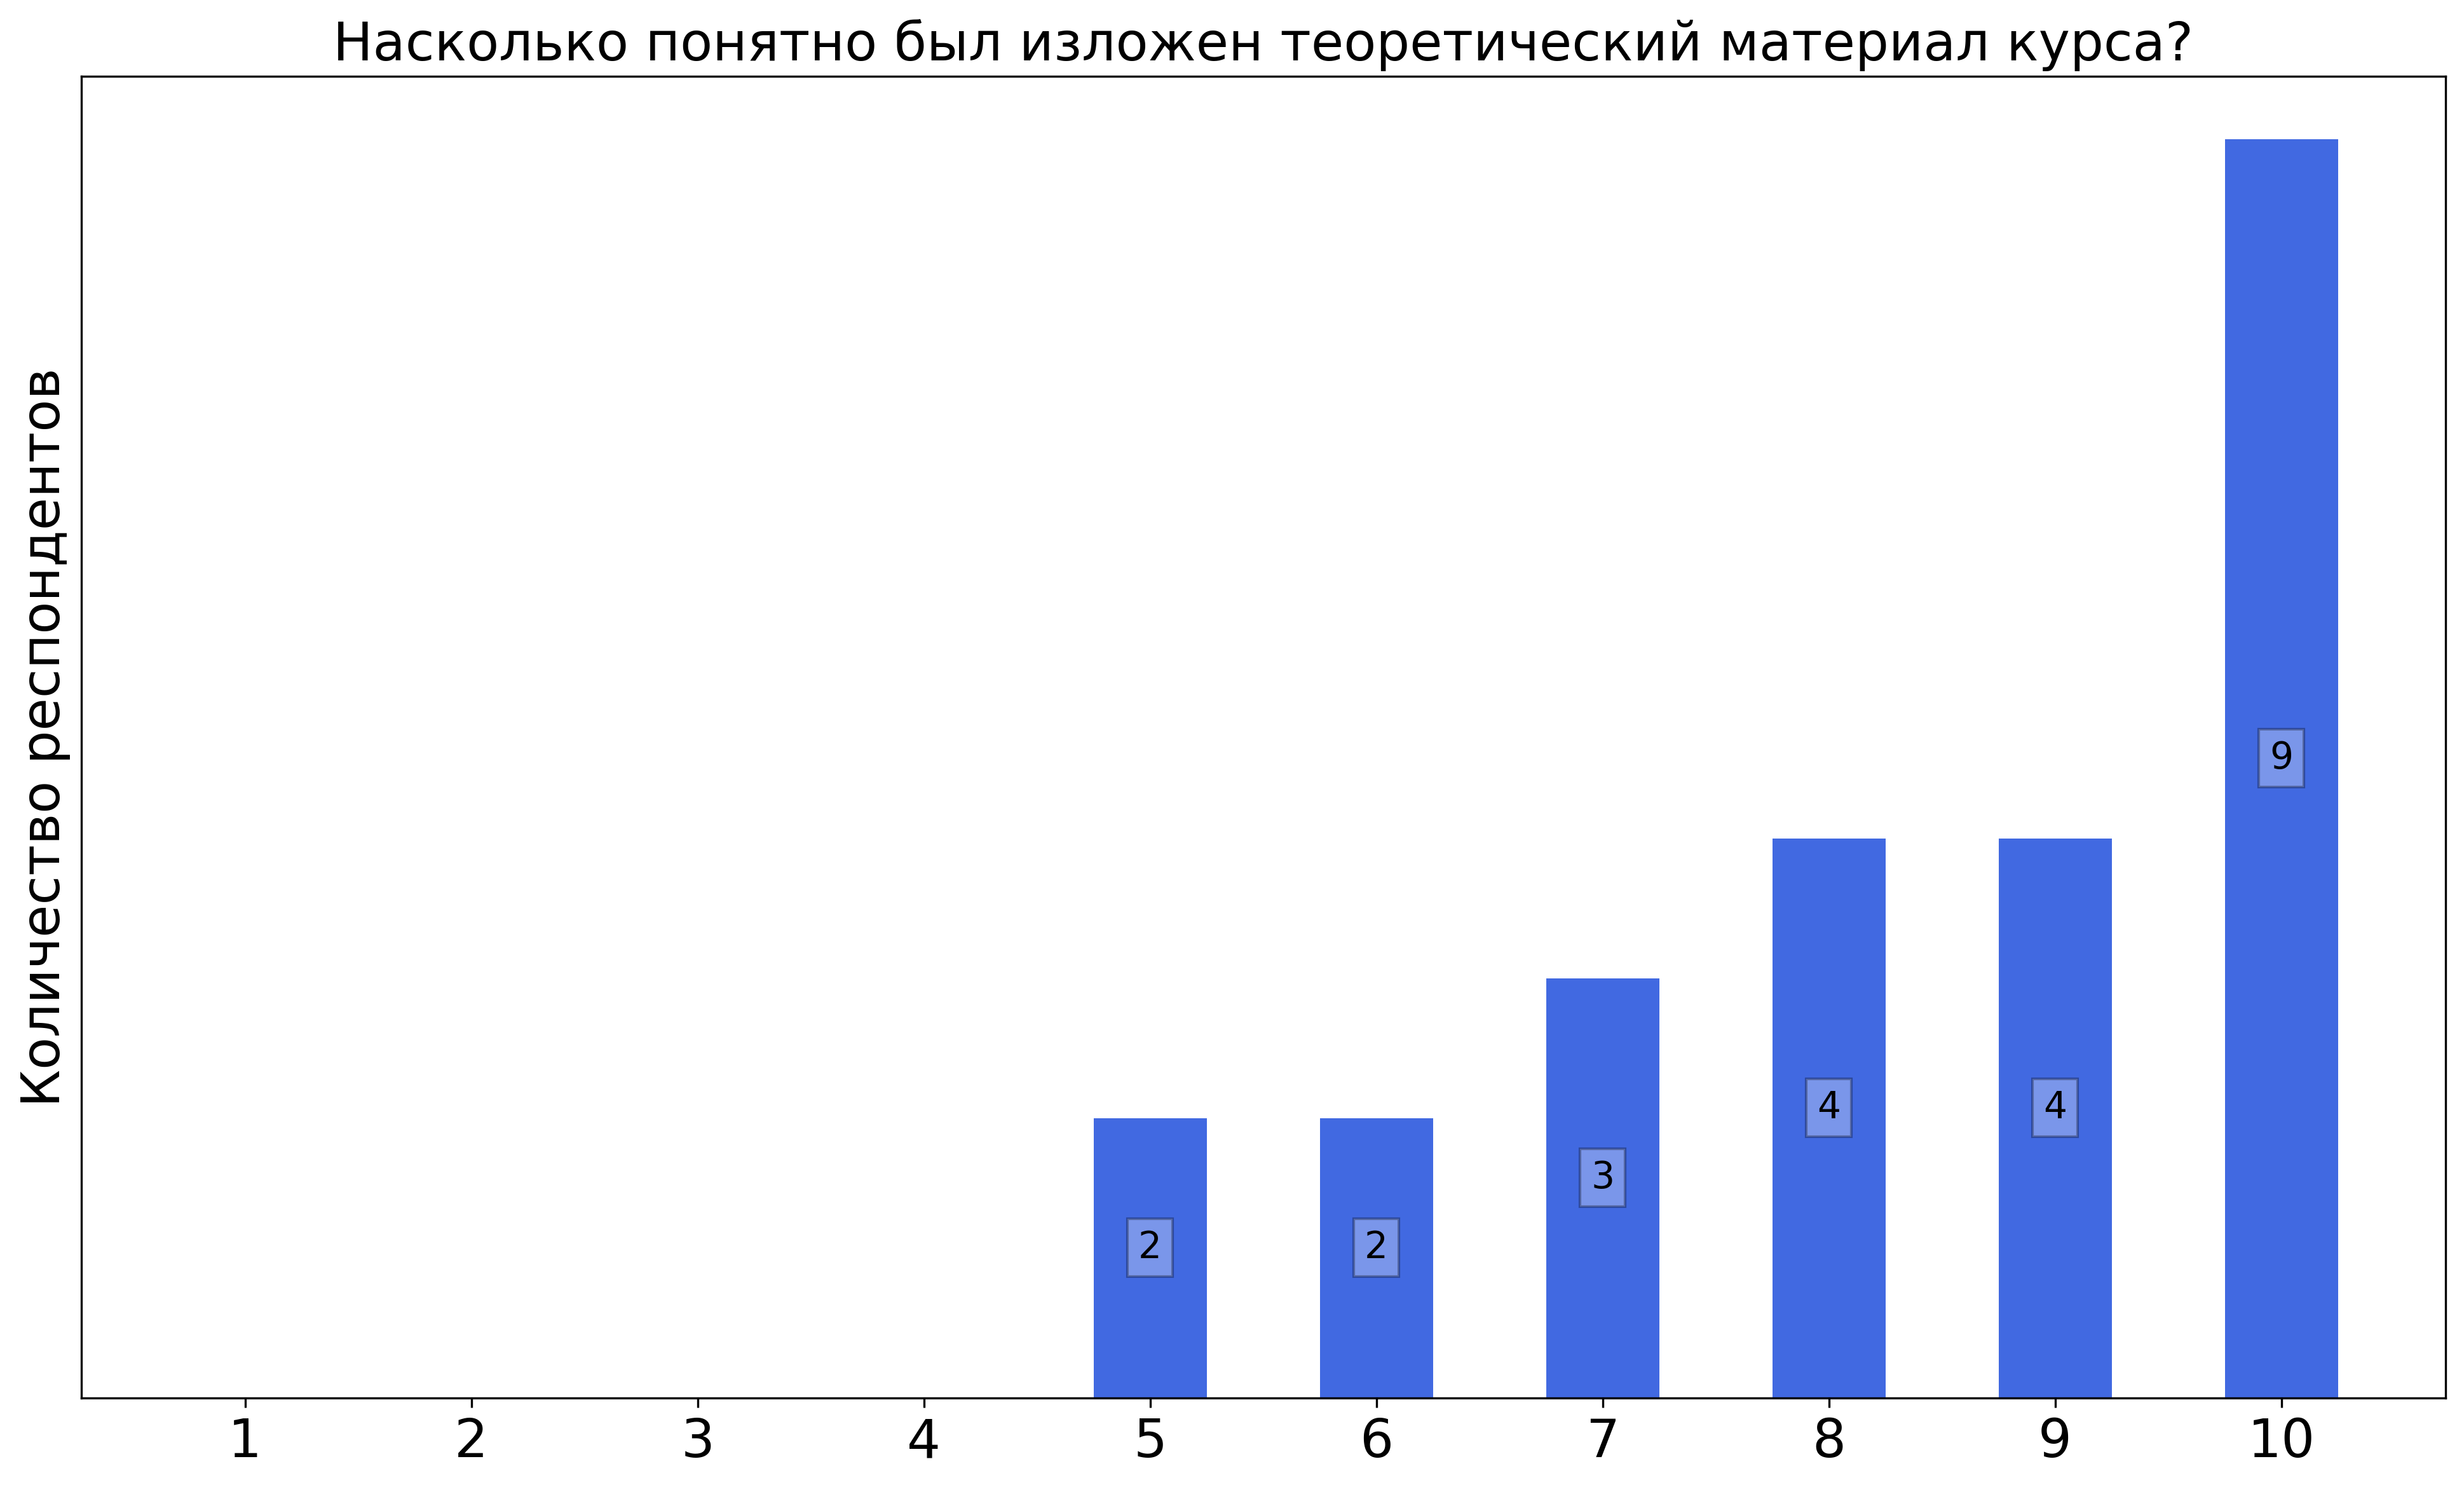 Насколько понятно был изложен теоретический материал курса?
Количество респондентов
9
4 4
3
2 2
1 2 3 4 5 6 7 8 9 10